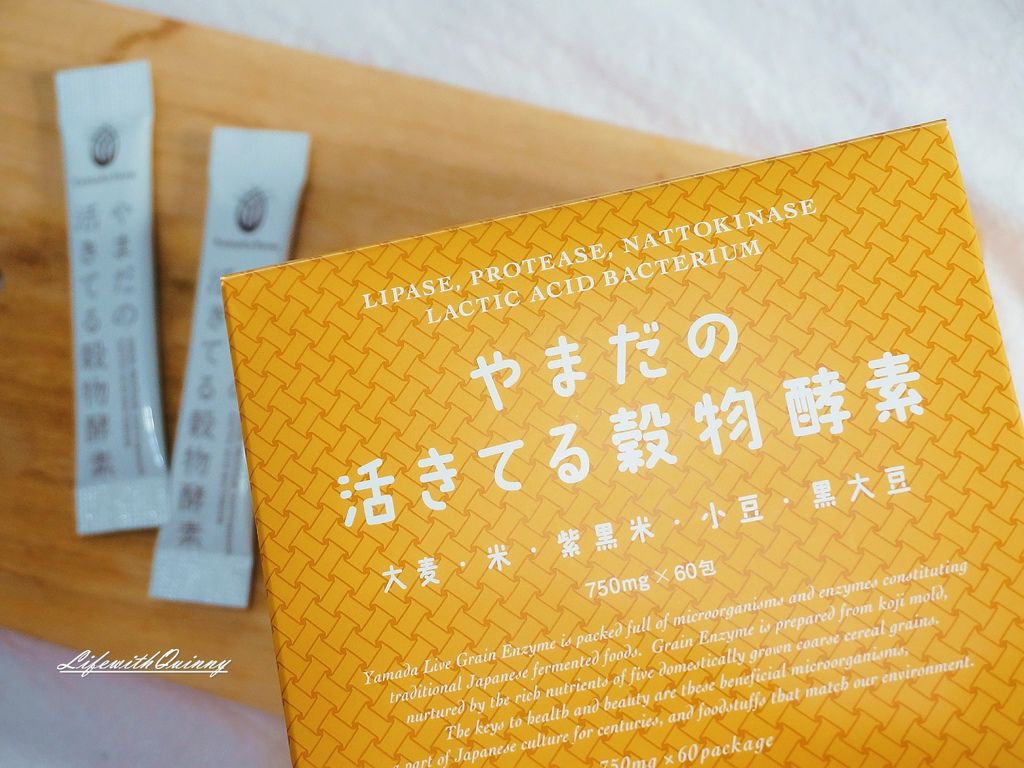 LIPASE, PROTEASE, NATTOKINASE
LACTIC ACID BACTERIUM
やまだの
活きてる穀物酵素
大麦・米・紫黒米・小豆・黒大豆
750mg×60包
Yamada Live Grain Enzyme is packed full of microorganisms and enzymes constituting
traditional Japanese fermented foods. Grain Enzyme is prepared from koji mold,
nurtured by the rich nutrients of five domestically grown coarse cereal grains.
The keys to health and beauty are these beneficial microorganisms,
a part of Japanese culture for centuries, and foodstuffs that match our environment.
750mg ×60package
やまだの
活きてる穀物酵素
きてる穀物酵素
LifewithQuinny